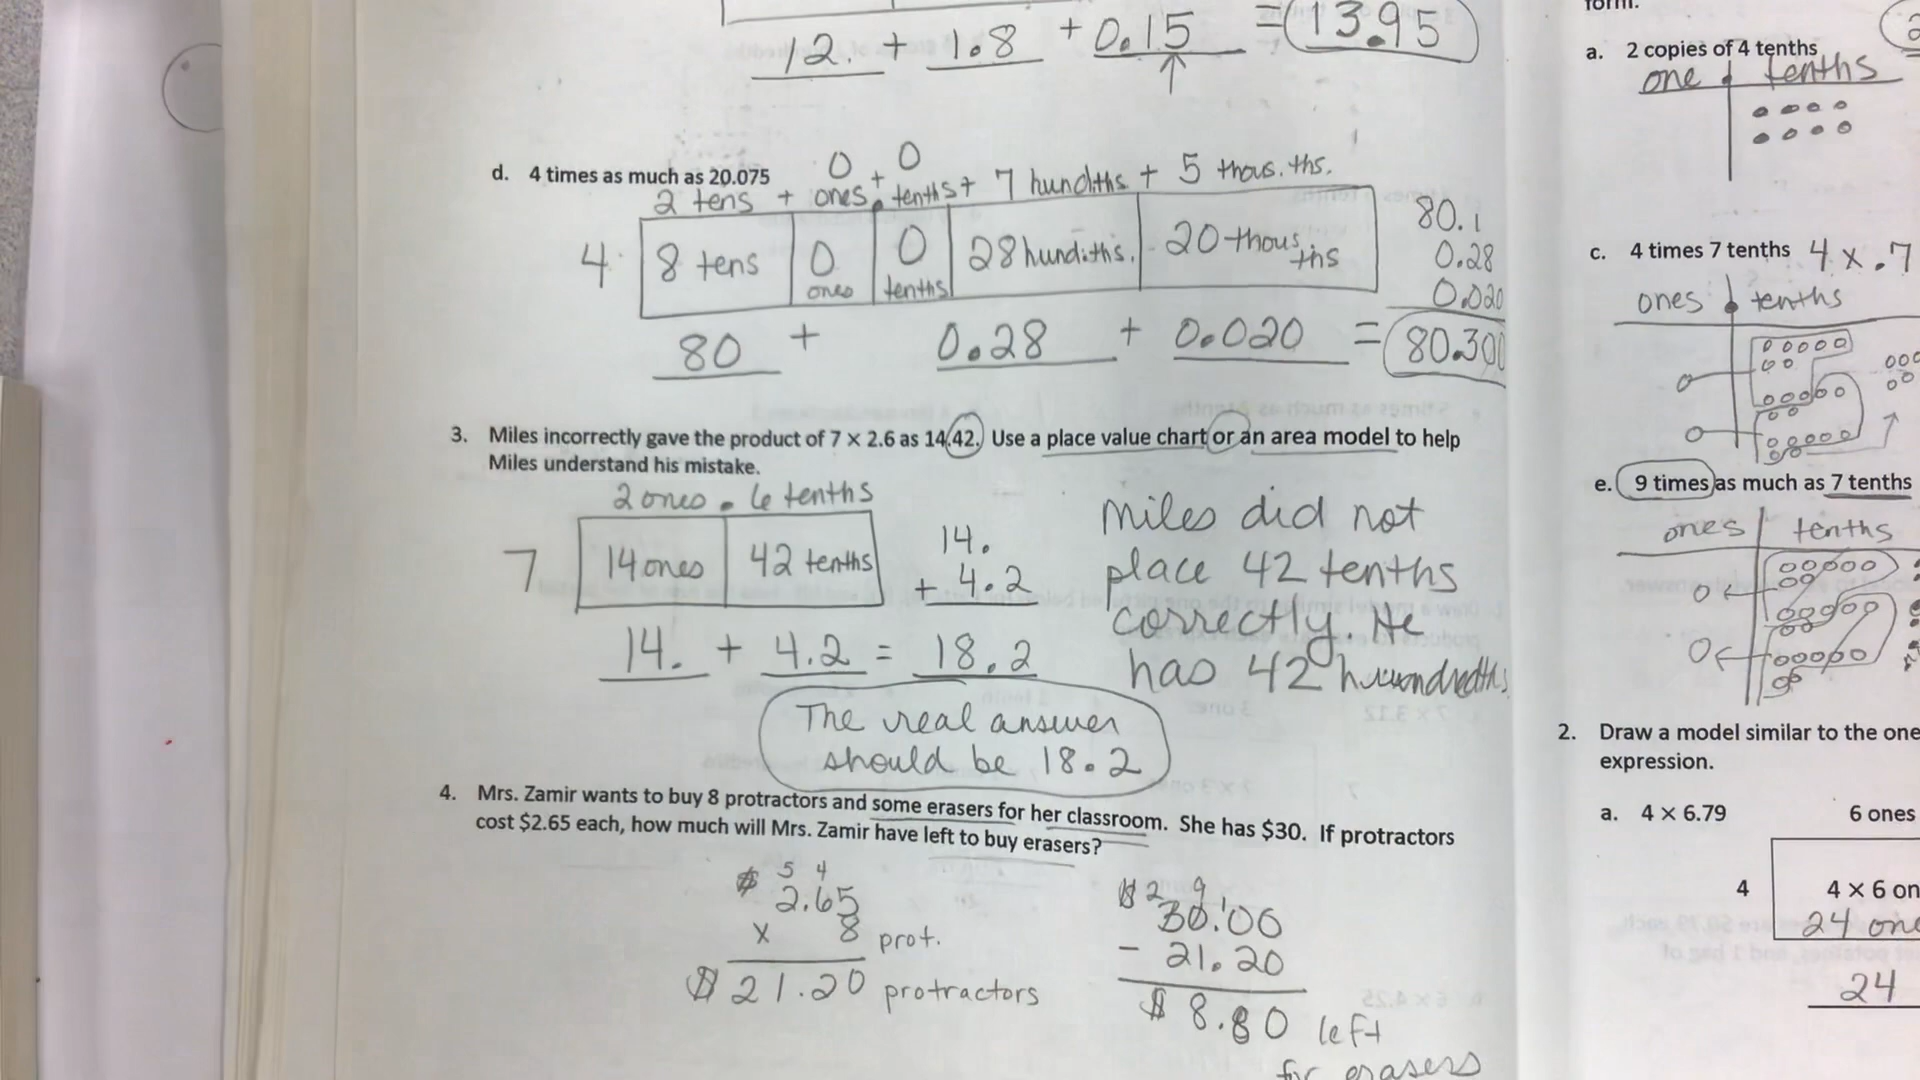 12. + 1.8 + 0.15 = 13.95
d. 4 times as much as 20.075
0 + 0
2 tens + ones . tenths + 7 hundths + 5 thous. ths.
4 8 tens 0 ones 0 tenths 28 hundths. 20 thous ths
80.
0.28
0.020
80 + 0.28 + 0.020 = 80.300
3. Miles incorrectly gave the product of 7 × 2.6 as 14.42. Use a place value chart or an area model to help
Miles understand his mistake.
2 ones . 6 tenths
7 14 ones 42 tenths
14.
+ 4.2
14. + 4.2 = 18.2
Miles did not
place 42 tenths
correctly. He
has 42 hundredths
The real answer
should be 18.2
4. Mrs. Zamir wants to buy 8 protractors and some erasers for her classroom. She has $30. If protractors
cost $2.65 each, how much will Mrs. Zamir have left to buy erasers?
5 4
$ 2.65
x 8 prot.
$ 21.20 protractors
2 9 1
$ 30.00
- 21.20
$ 8.80 left
for erasers
form.
a. 2 copies of 4 tenths
one . tenths
c. 4 times 7 tenths 4 x .7
ones . tenths
e. 9 times as much as 7 tenths
ones tenths
2. Draw a model similar to the one
expression.
a. 4 × 6.79 6 ones
4 4 × 6 on
24 one
24